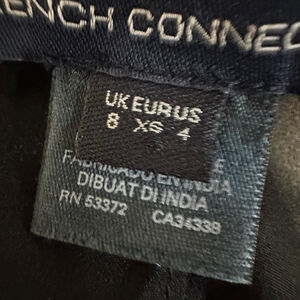 ENCH CONNEC
UK EUR US
8 XS 4
FABRICADO EN INDIA
DIBUAT DI INDIA
RN 53372 CA34338